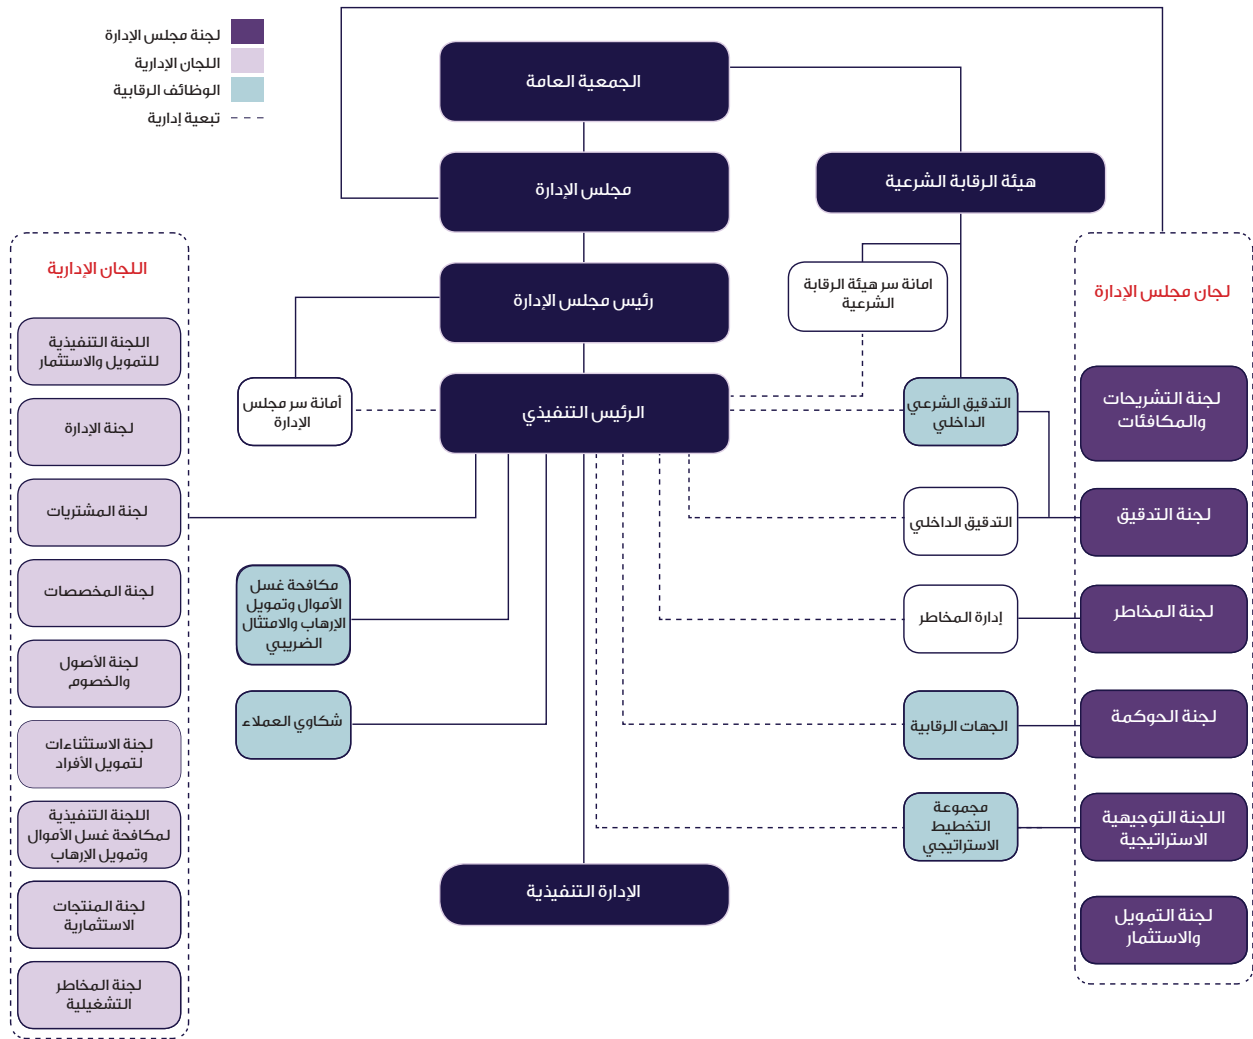 لجنة مجلس الإدارة
اللجان الإدارية
الوظائف الرقابية
تبعية إدارية
الجمعية العامة
هيئة الرقابة الشرعية
مجلس الإدارة
رئيس مجلس الإدارة
امانة سر هيئة الرقابة
الشرعية
الرئيس التنفيذي
أمانة سر مجلس
الإدارة
لجان مجلس الإدارة
لجنة التشريحات
والمكافئات
لجنة التدقيق
لجنة المخاطر
لجنة الحوكمة
اللجنة التوجيهية
الاستراتيجية
لجنة التمويل
والاستثمار
التدقيق الشرعي
الداخلي
التدقيق الداخلي
إدارة المخاطر
الجهات الرقابية
مجموعة
التخطيط
الاستراتيجي
مكافحة غسل
الأموال وتمويل
الإرهاب والامتثال
الضريبي
شكاوي العملاء
الإدارة التنفيذية
اللجان الإدارية
اللجنة التنفيذية
للتمويل والاستثمار
لجنة الإدارة
لجنة المشتريات
لجنة المخصصات
لجنة الأصول
والخصوم
لجنة الاستثناءات
لتمويل الأفراد
اللجنة التنفيذية
لمكافحة غسل الأموال
وتمويل الإرهاب
لجنة المنتجات
الاستثمارية
لجنة المخاطر
التشغيلية